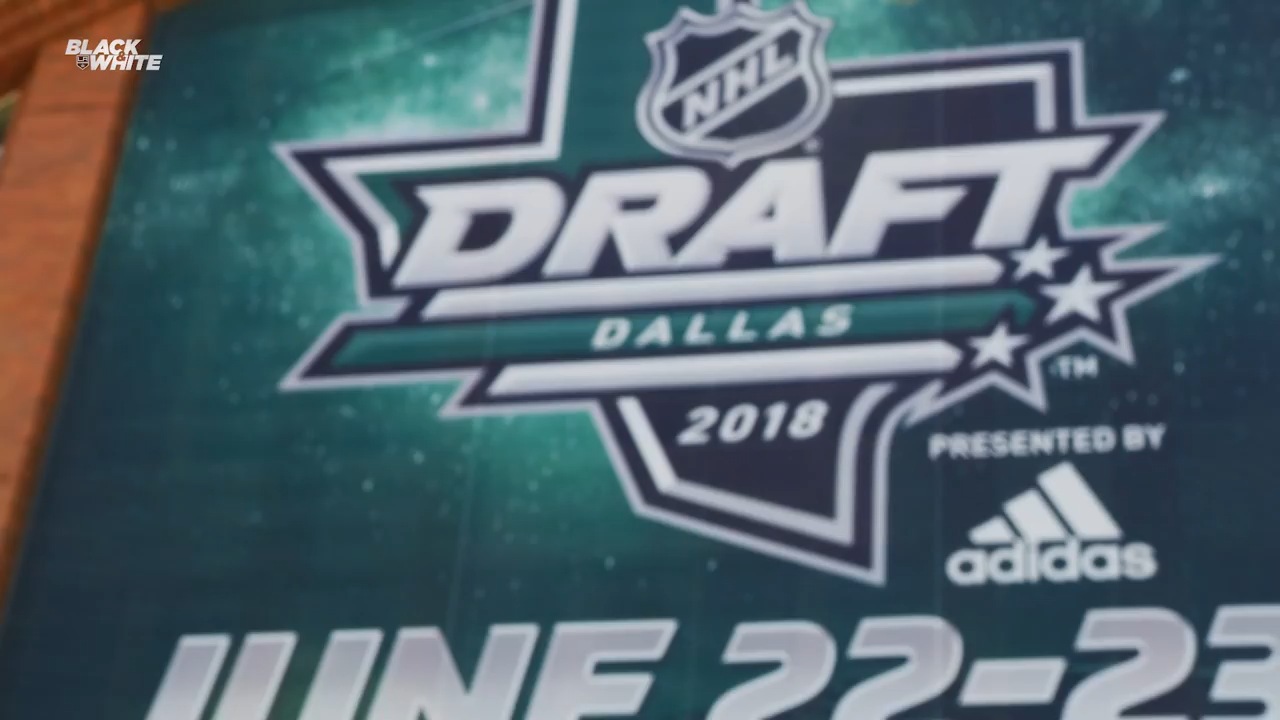 BLACK
& WHITE
NHL
DRAFT
DALLAS
TM
2018
PRESENTED BY
adidas
JUNE 22-23